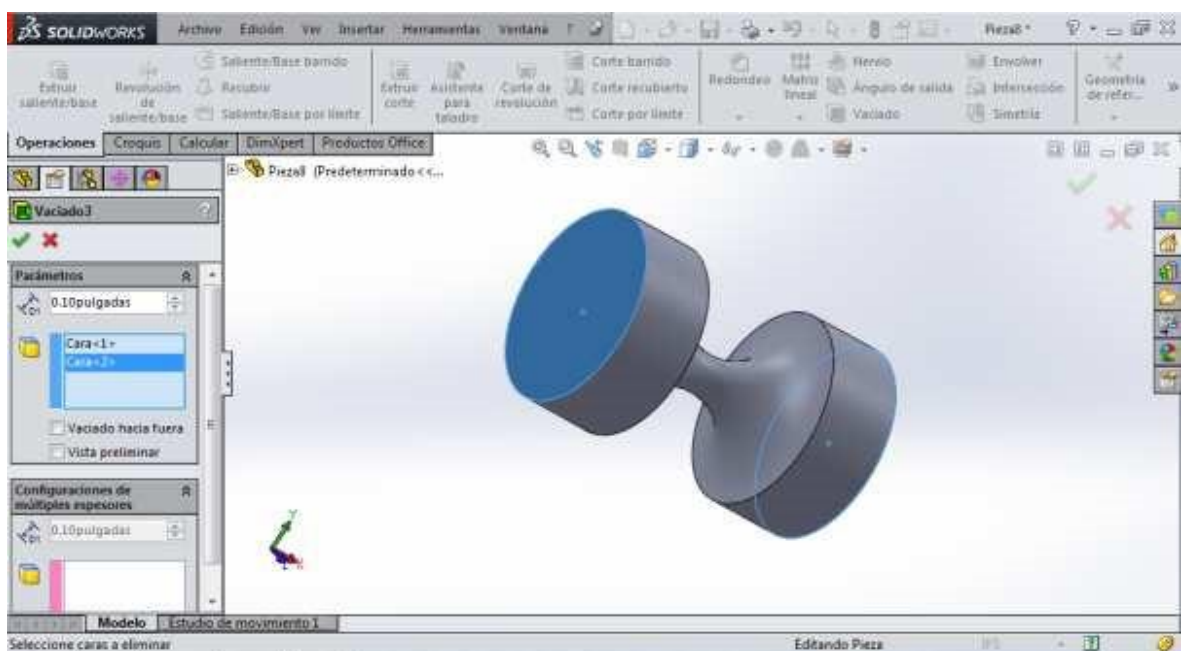 SOLIDWORKS Archivo Edición Ver Insertar Herramientas Ventana ? Pieza8 *
Extruir saliente/base
Revolución de saliente/base
Saliente/Base barrido
Recubrir
Saliente/Base por límite
Extruir corte
Asistente para taladro
Corte de revolución
Corte barrido
Corte recubierto
Corte por límite
Redondeo
Matriz lineal
Nervio
Ángulo de salida
Vaciado
Envolver
Intersección
Simetría
Geometría de refer...
Operaciones Croquis Calcular DimXpert Productos Office
Pieza8 (Predeterminado<<...
Vaciado3
Parámetros
0.10pulgadas
Cara<1>
Cara<2>
Vaciado hacia fuera
Vista preliminar
Configuraciones de
múltiples espesores
0.10pulgadas
Modelo Estudio de movimiento 1
Seleccione caras a eliminar Editando Pieza